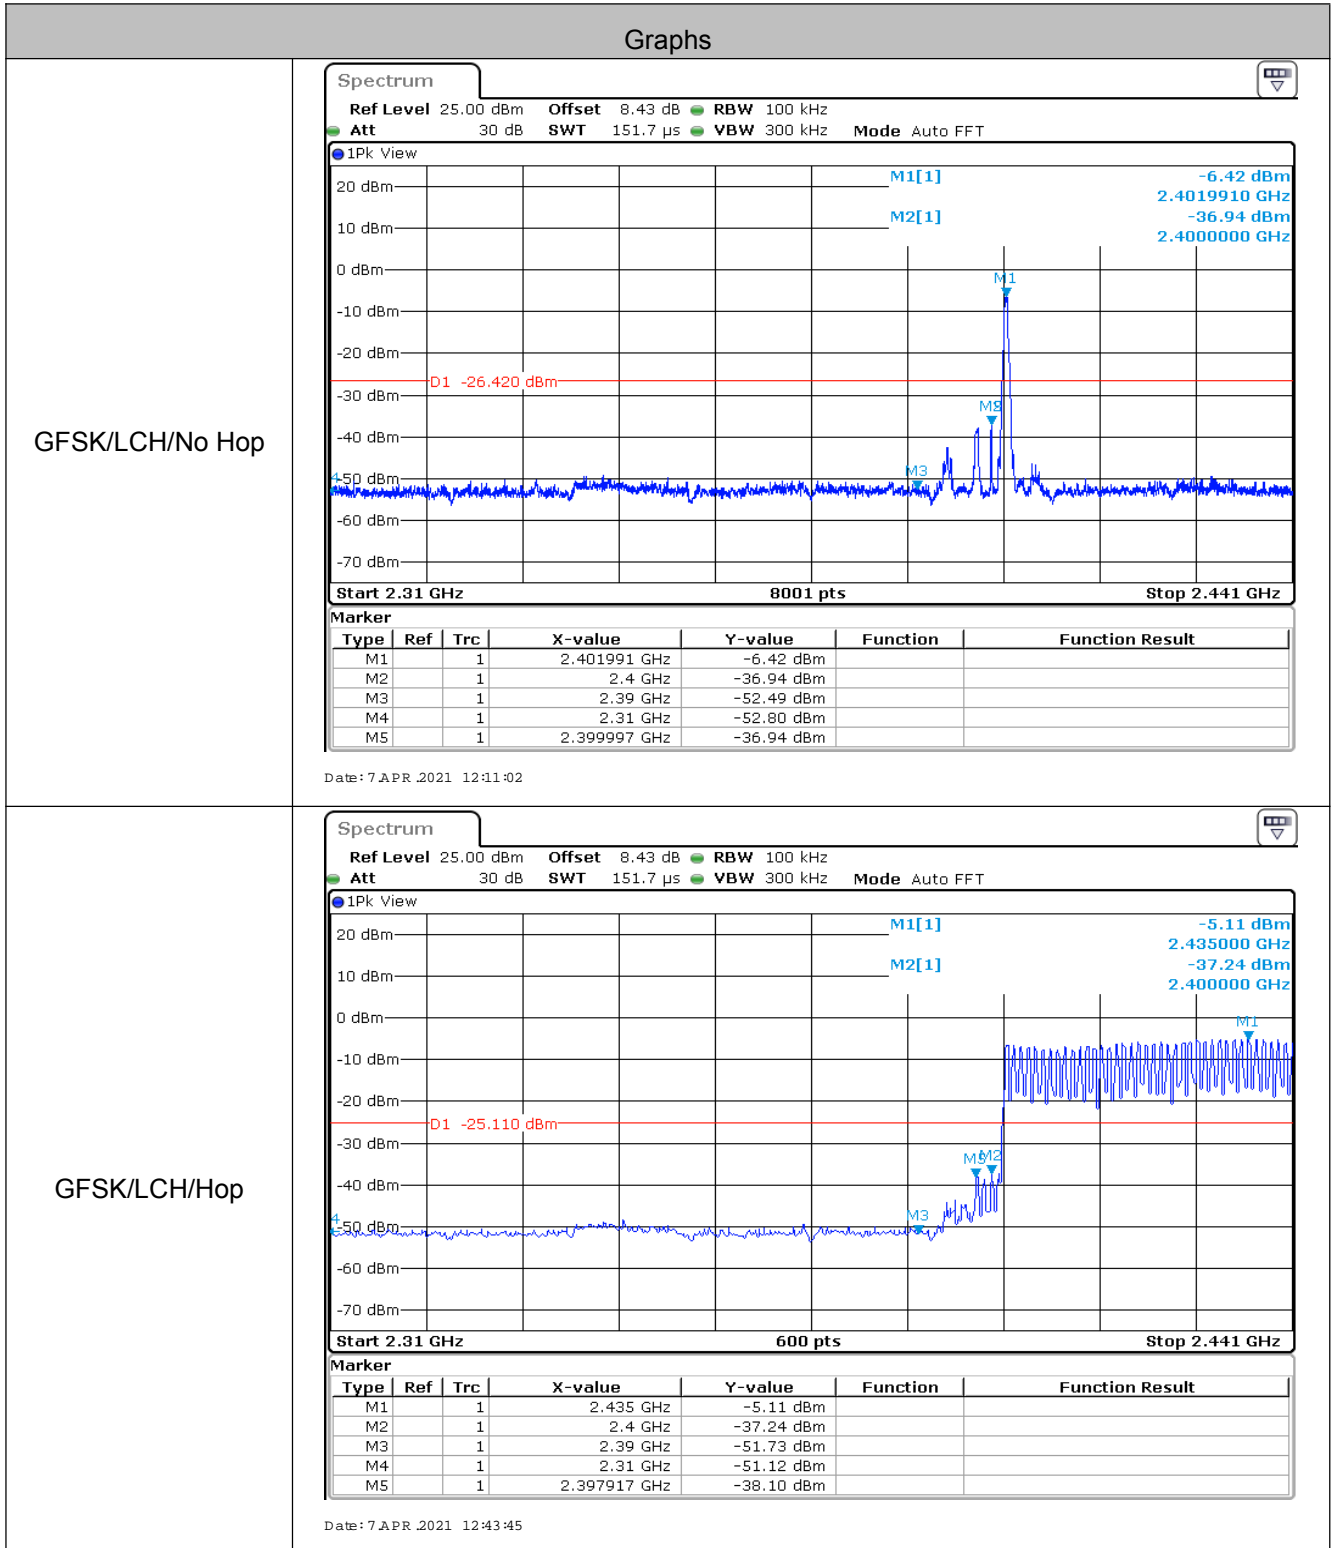 Graphs
GFSK/LCH/No Hop
Spectrum
Ref Level 25.00 dBm Offset 8.43 dB RBW 100 kHz
Att 30 dB SWT 151.7 µs VBW 300 kHz Mode Auto FFT
1Pk View
M1[1] -6.42 dBm
2.4019910 GHz
M2[1] -36.94 dBm
2.4000000 GHz
20 dBm
10 dBm
0 dBm
M1
-10 dBm
-20 dBm
D1 -26.420 dBm
-30 dBm
-40 dBm
M3
4
-50 dBm
-60 dBm
-70 dBm
Start 2.31 GHz 8001 pts Stop 2.441 GHz
Marker
Type Ref Trc X-value Y-value Function Function Result
M1 1 2.401991 GHz -6.42 dBm
M2 1 2.4 GHz -36.94 dBm
M3 1 2.39 GHz -52.49 dBm
M4 1 2.31 GHz -52.80 dBm
M5 1 2.399997 GHz -36.94 dBm
Date: 7.APR.2021 12:11:02
GFSK/LCH/Hop
Spectrum
Ref Level 25.00 dBm Offset 8.43 dB RBW 100 kHz
Att 30 dB SWT 151.7 µs VBW 300 kHz Mode Auto FFT
1Pk View
M1[1] -5.11 dBm
2.435000 GHz
M2[1] -37.24 dBm
2.400000 GHz
20 dBm
10 dBm
0 dBm
M1
-10 dBm
-20 dBm
D1 -25.110 dBm
-30 dBm
M5 M2
-40 dBm
M3
4
-50 dBm
-60 dBm
-70 dBm
Start 2.31 GHz 600 pts Stop 2.441 GHz
Marker
Type Ref Trc X-value Y-value Function Function Result
M1 1 2.435 GHz -5.11 dBm
M2 1 2.4 GHz -37.24 dBm
M3 1 2.39 GHz -51.73 dBm
M4 1 2.31 GHz -51.12 dBm
M5 1 2.397917 GHz -38.10 dBm
Date: 7.APR.2021 12:43:45